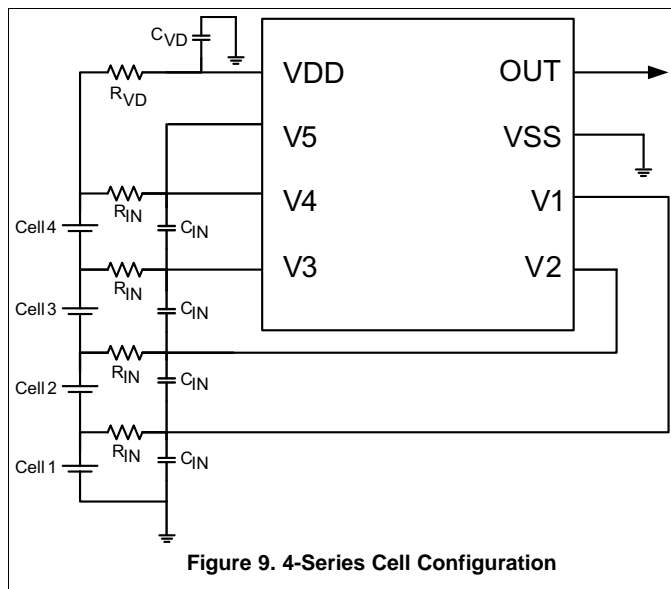 CVD
VDD
OUT
RVD
V5
VSS
V4
V1
RIN
Cell 4
CIN
V3
V2
RIN
Cell 3
CIN
RIN
Cell 2
CIN
RIN
Cell 1
CIN
Figure 9. 4-Series Cell Configuration